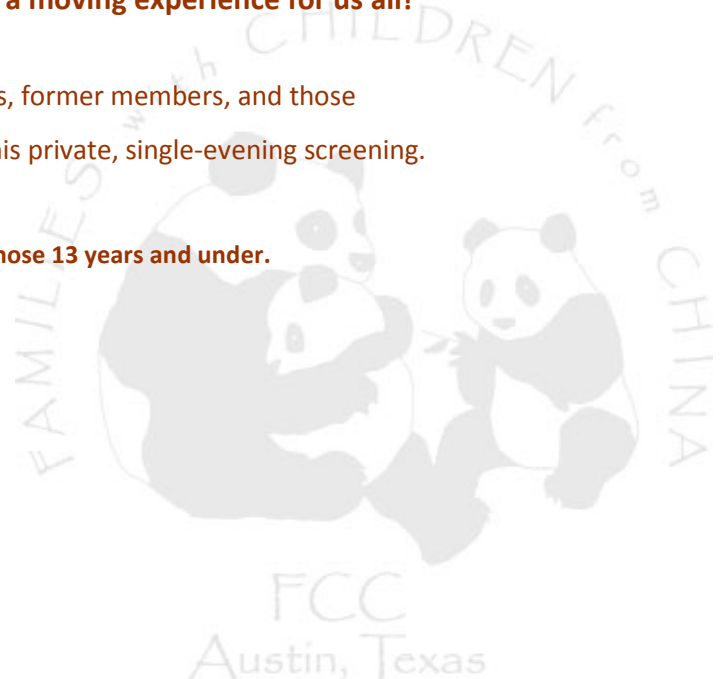 a moving experience for us all!
s, former members, and those
his private, single-evening screening.
hose 13 years and under.
FAMILIES with CHILDREN from CHINA
FCC
Austin, Texas